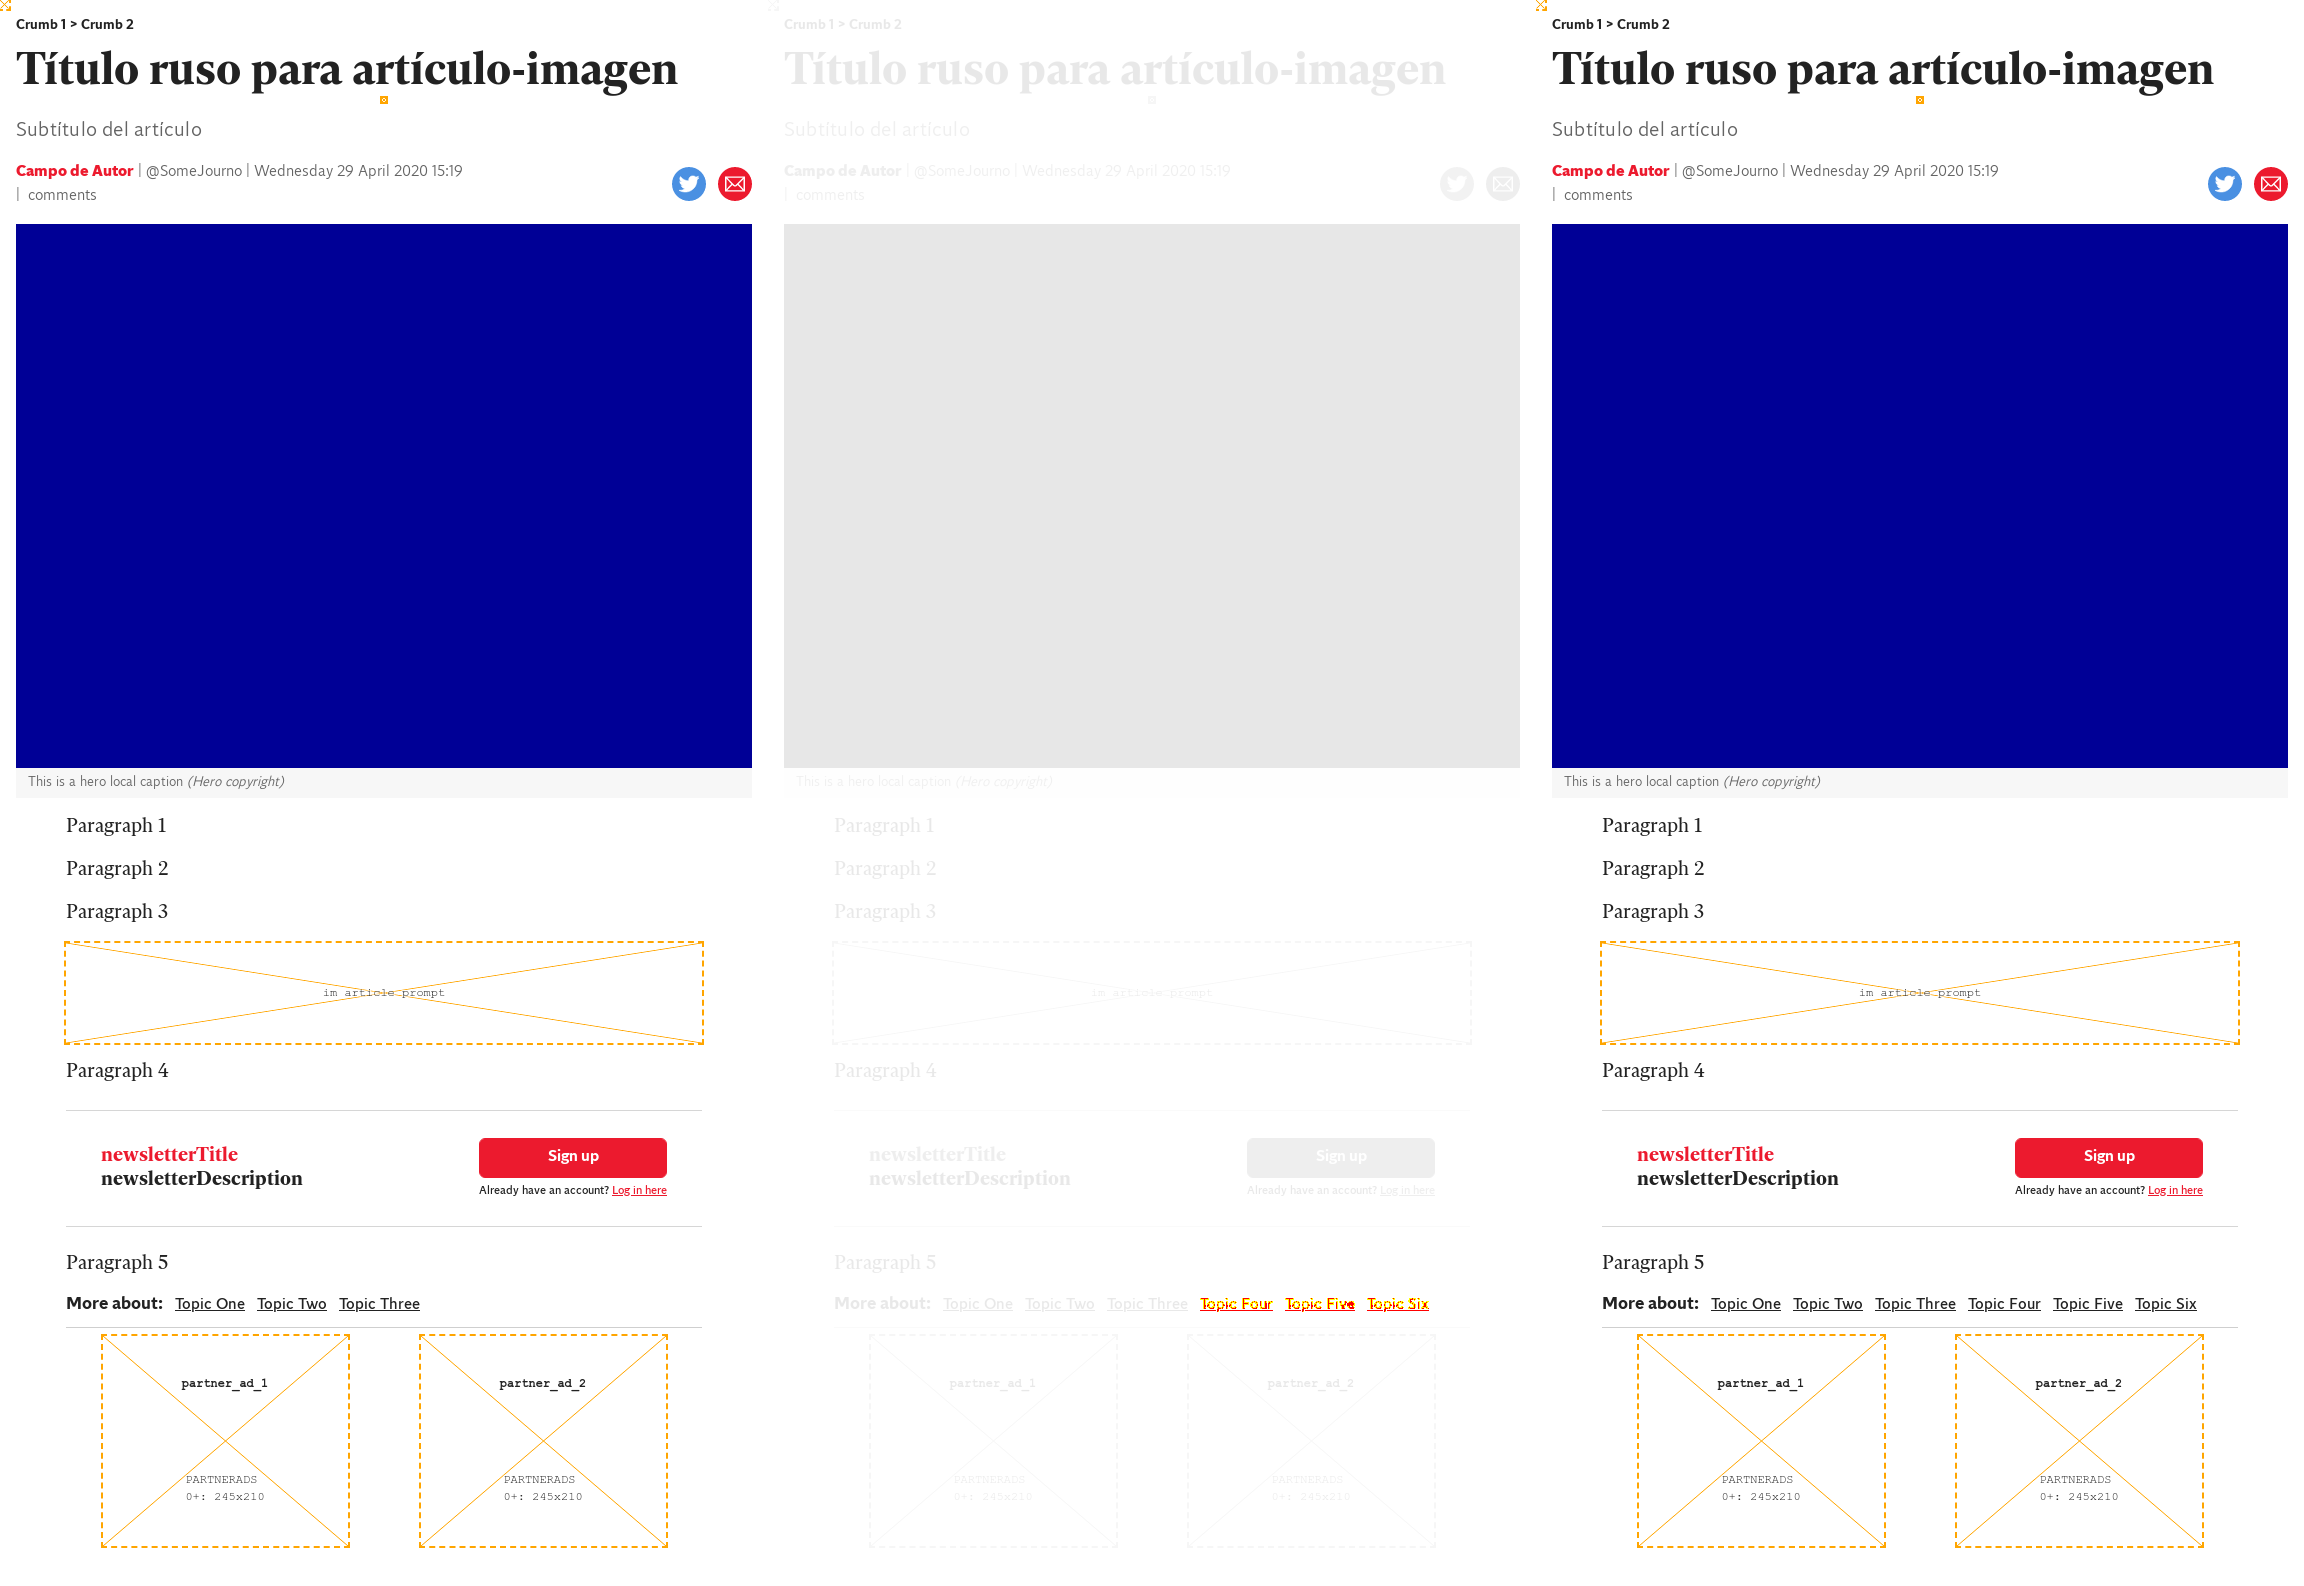 Crumb 1 > Crumb 2
Título ruso para artículo-imagen
Subtítulo del artículo
Campo de Autor | @SomeJourno | Wednesday 29 April 2020 15:19
| comments
This is a hero local caption (Hero copyright)
Paragraph 1
Paragraph 2
Paragraph 3
im article prompt
Paragraph 4
newsletterTitle
newsletterDescription
Sign up
Already have an account? Log in here
Paragraph 5
More about: Topic One Topic Two Topic Three
partner_ad_1 partner_ad_2
PARTNERADS PARTNERADS
0+: 245x210 0+: 245x210
Crumb 1 > Crumb 2
Título ruso para artículo-imagen
Subtítulo del artículo
Campo de Autor | @SomeJourno | Wednesday 29 April 2020 15:19
| comments
This is a hero local caption (Hero copyright)
Paragraph 1
Paragraph 2
Paragraph 3
im article prompt
Paragraph 4
newsletterTitle
newsletterDescription
Sign up
Already have an account? Log in here
Paragraph 5
More about: Topic One Topic Two Topic Three Topic Four Topic Five Topic Six
partner_ad_1 partner_ad_2
PARTNERADS PARTNERADS
0+: 245x210 0+: 245x210
Crumb 1 > Crumb 2
Título ruso para artículo-imagen
Subtítulo del artículo
Campo de Autor | @SomeJourno | Wednesday 29 April 2020 15:19
| comments
This is a hero local caption (Hero copyright)
Paragraph 1
Paragraph 2
Paragraph 3
im article prompt
Paragraph 4
newsletterTitle
newsletterDescription
Sign up
Already have an account? Log in here
Paragraph 5
More about: Topic One Topic Two Topic Three Topic Four Topic Five Topic Six
partner_ad_1 partner_ad_2
PARTNERADS PARTNERADS
0+: 245x210 0+: 245x210